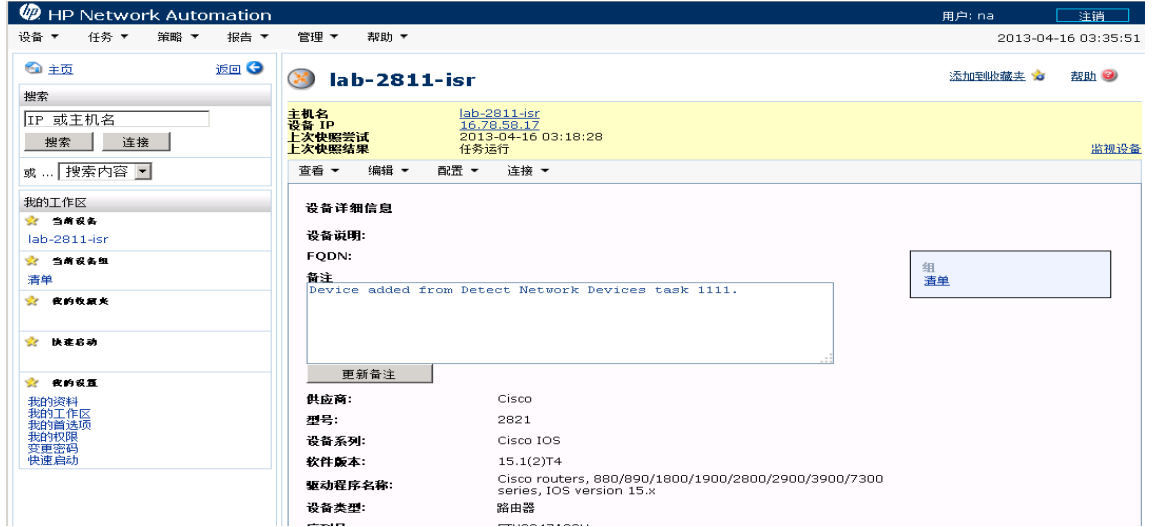 HP Network Automation
用户: na
注销
设备 任务 策略 报告 管理 帮助
2013-04-16 03:35:51
主页
返回
搜索
IP 或主机名
搜索 连接
或 ... 搜索内容
我的工作区
当前设备
lab-2811-isr
当前设备组
清单
我的收藏夹
快速启动
我的设置
我的资料
我的工作区
我的首选项
我的权限
变更密码
快速启动
lab-2811-isr
添加到收藏夹
帮助
主机名 lab-2811-isr
设备 IP 16.78.58.17
上次快照尝试 2013-04-16 03:18:28
上次快照结果 任务运行
监视设备
查看 编辑 配置 连接
设备详细信息
设备说明:
FQDN:
备注
Device added from Detect Network Devices task 1111.
更新备注
组
清单
供应商: Cisco
型号: 2821
设备系列: Cisco IOS
软件版本: 15.1(2)T4
驱动程序名称: Cisco routers, 880/890/1800/1900/2800/2900/3900/7300
series, IOS version 15.x
设备类型: 路由器